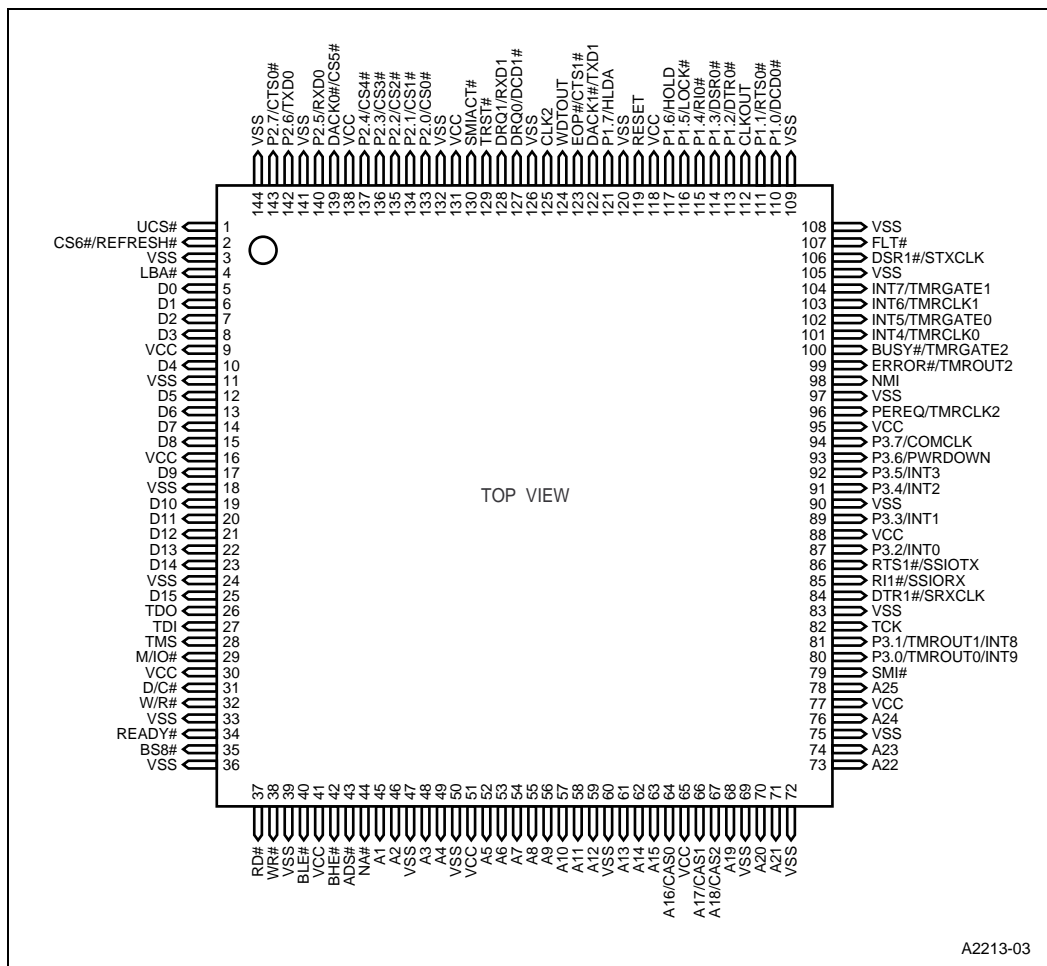 VSS
P2.7/CTS0#
P2.6/TXD0
VSS
P2.5/RXD0
DACK0#/CS5#
VCC
P2.4/CS4#
P2.3/CS3#
P2.2/CS2#
P2.1/CS1#
P2.0/CS0#
VSS
VCC
SMIACT#
TRST#
DRQ1/RXD1
DRQ0/DCD1#
VSS
CLK2
WDTOUT
EOP#/CTS1#
DACK1#/TXD1
P1.7/HLDA
VSS
RESET
VCC
P1.6/HOLD
P1.5/LOCK#
P1.4/RI0#
P1.3/DSR0#
P1.2/DTR0#
CLKOUT
P1.1/RTS0#
P1.0/DCD0#
VSS
144
143
142
141
140
139
138
137
136
135
134
133
132
131
130
129
128
127
126
125
124
123
122
121
120
119
118
117
116
115
114
113
112
111
110
109
UCS# 1
CS6#/REFRESH# 2
VSS 3
LBA# 4
D0 5
D1 6
D2 7
D3 8
VCC 9
D4 10
VSS 11
D5 12
D6 13
D7 14
D8 15
VCC 16
D9 17
VSS 18
D10 19
D11 20
D12 21
D13 22
D14 23
VSS 24
D15 25
TDO 26
TDI 27
TMS 28
M/IO# 29
VCC 30
D/C# 31
W/R# 32
VSS 33
READY# 34
BS8# 35
VSS 36
TOP VIEW
108 VSS
107 FLT#
106 DSR1#/STXCLK
105 VSS
104 INT7/TMRGATE1
103 INT6/TMRCLK1
102 INT5/TMRGATE0
101 INT4/TMRCLK0
100 BUSY#/TMRGATE2
99 ERROR#/TMROUT2
98 NMI
97 VSS
96 PEREQ/TMRCLK2
95 VCC
94 P3.7/COMCLK
93 P3.6/PWRDOWN
92 P3.5/INT3
91 P3.4/INT2
90 VSS
89 P3.3/INT1
88 VCC
87 P3.2/INT0
86 RTS1#/SSIOTX
85 RI1#/SSIORX
84 DTR1#/SRXCLK
83 VSS
82 TCK
81 P3.1/TMROUT1/INT8
80 P3.0/TMROUT0/INT9
79 SMI#
78 A25
77 VCC
76 A24
75 VSS
74 A23
73 A22
37
38
39
40
41
42
43
44
45
46
47
48
49
50
51
52
53
54
55
56
57
58
59
60
61
62
63
64
65
66
67
68
69
70
71
72
RD#
WR#
VSS
BLE#
VCC
BHE#
ADS#
NA#
A1
A2
VSS
A3
A4
VSS
VCC
A5
A6
A7
A8
A9
A10
A11
A12
VSS
A13
A14
A15
A16/CAS0
VCC
A17/CAS1
A18/CAS2
A19
VSS
A20
A21
VSS
A2213-03